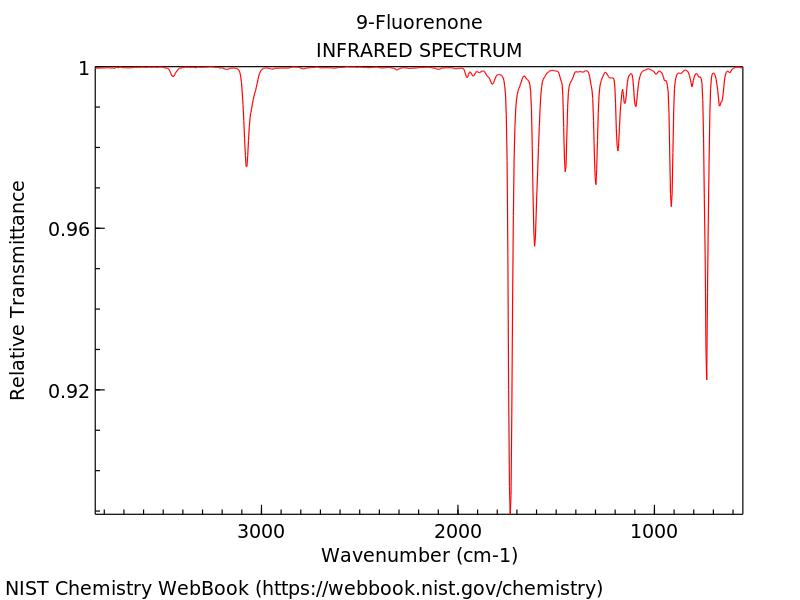 9-Fluorenone
INFRARED SPECTRUM
1
0.96
0.92
Relative Transmittance
3000 2000 1000
Wavenumber (cm-1)
NIST Chemistry WebBook (https://webbook.nist.gov/chemistry)